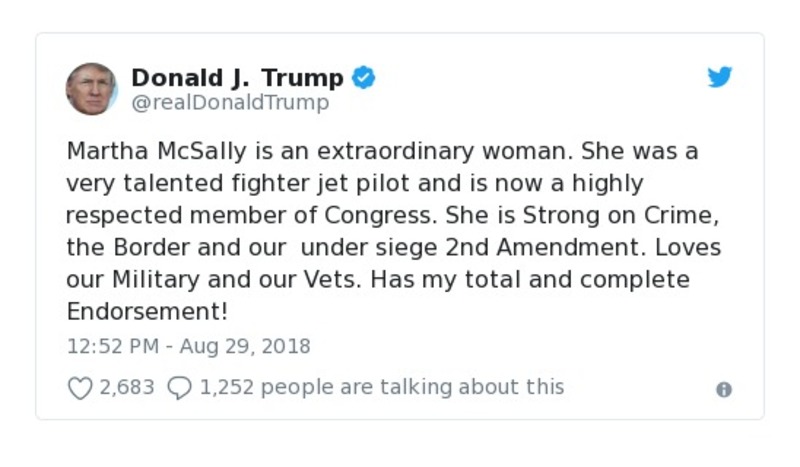 Donald J. Trump
@realDonaldTrump
Martha McSally is an extraordinary woman. She was a
very talented fighter jet pilot and is now a highly
respected member of Congress. She is Strong on Crime,
the Border and our  under siege 2nd Amendment. Loves
our Military and our Vets. Has my total and complete
Endorsement!
12:52 PM - Aug 29, 2018
2,683 1,252 people are talking about this